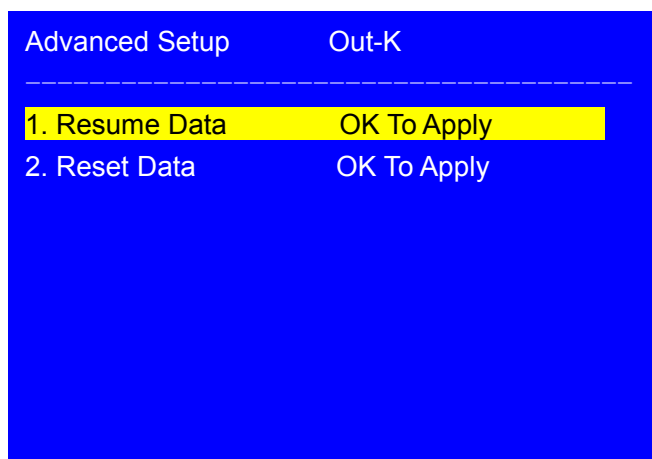 Advanced Setup Out-K
1. Resume Data OK To Apply
2. Reset Data OK To Apply